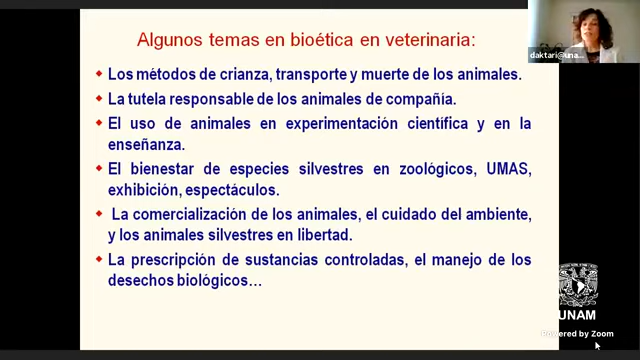 Algunos temas en bioética en veterinaria:
daktari@una...
Los métodos de crianza, transporte y muerte de los animales.
La tutela responsable de los animales de compañía.
El uso de animales en experimentación científica y en la
enseñanza.
El bienestar de especies silvestres en zoológicos, UMAS,
exhibición, espectáculos.
La comercialización de los animales, el cuidado del ambiente,
y los animales silvestres en libertad.
La prescripción de sustancias controladas, el manejo de los
desechos biológicos…
UNAM
Powered by Zoom